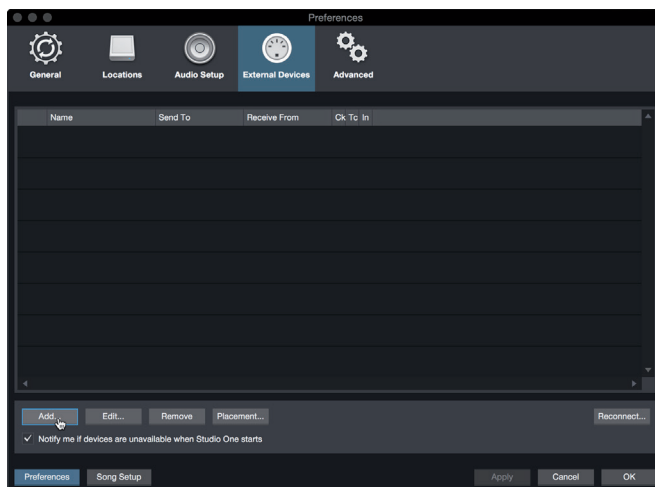 Preferences
General Locations Audio Setup External Devices Advanced
Name Send To Receive From Ck Tc In
Add... Edit... Remove Placement... Reconnect...
Notify me if devices are unavailable when Studio One starts
Preferences Song Setup Apply Cancel OK